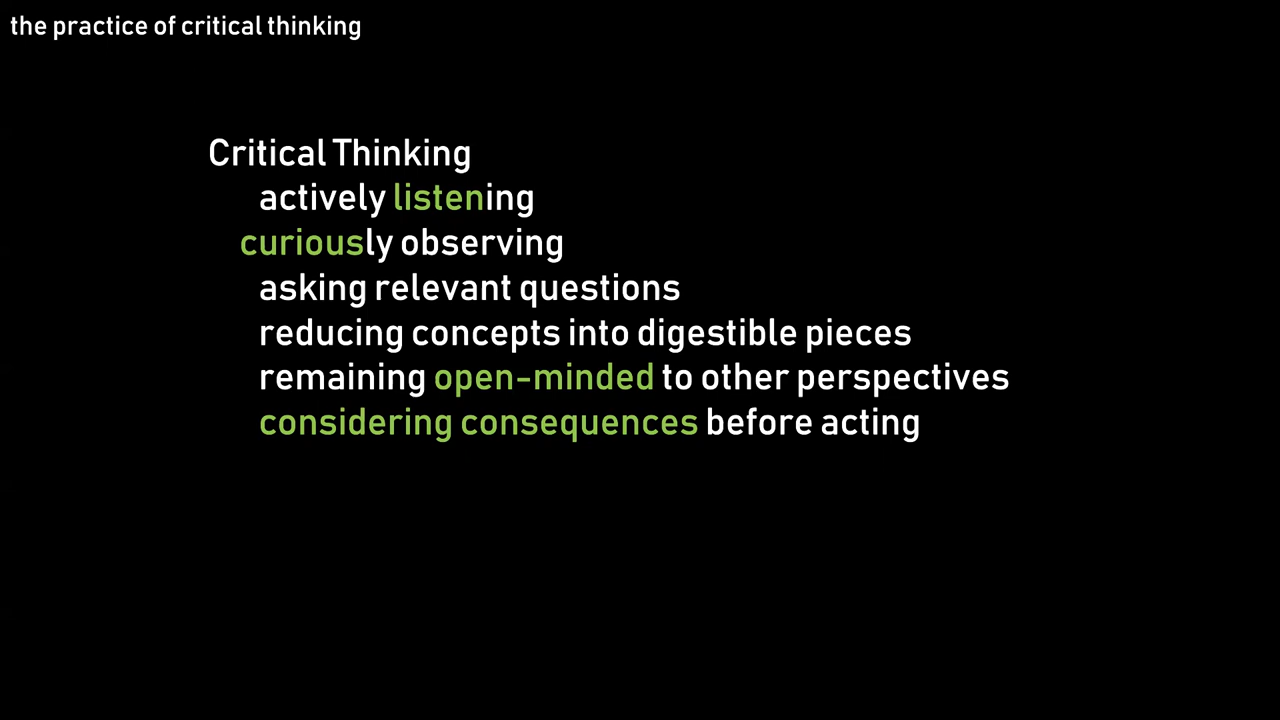 the practice of critical thinking
Critical Thinking
actively listening
curiously observing
asking relevant questions
reducing concepts into digestible pieces
remaining open-minded to other perspectives
considering consequences before acting